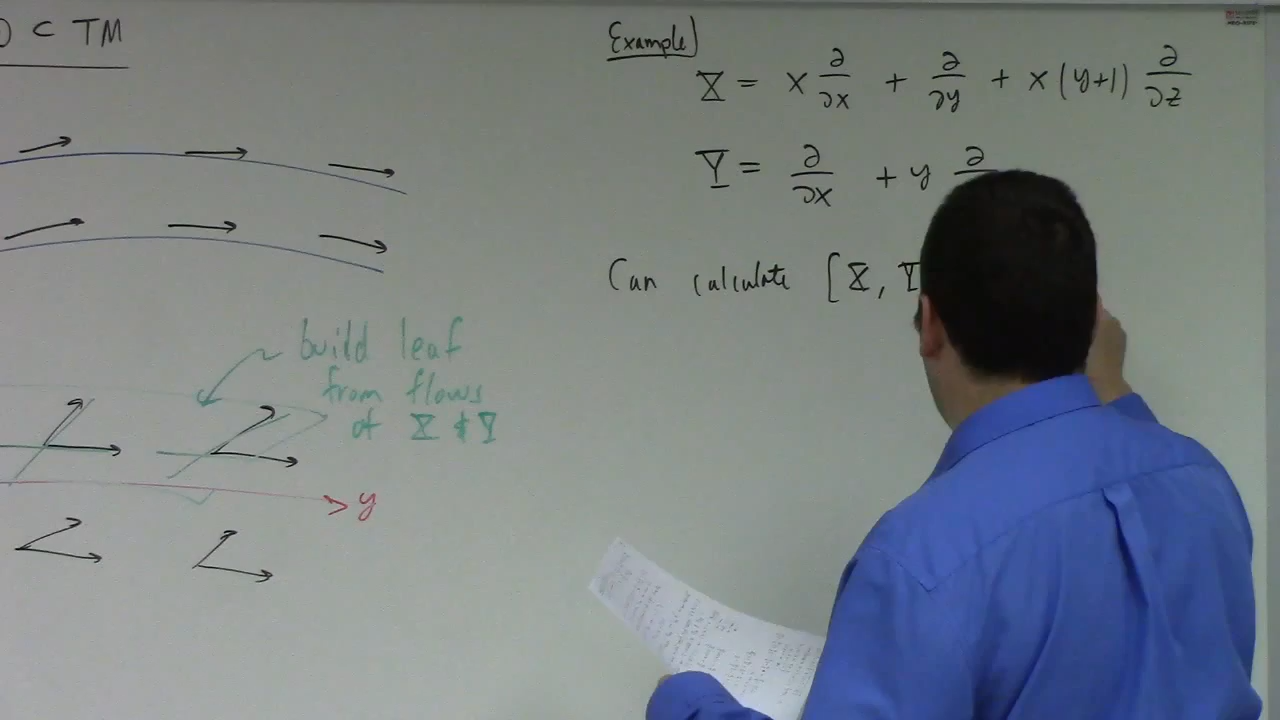 D ⊂ TM
Example)
X = x ∂/∂x + ∂/∂y + x(y+1) ∂/∂z
Y = ∂/∂x + y ∂
Can calculate [X, Y
build leaf
from flows
of X & Y
y